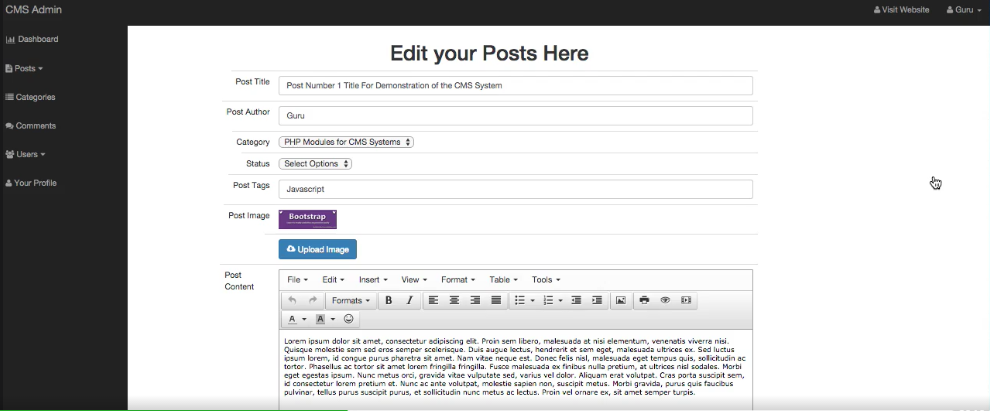 CMS Admin
Visit Website
Guru
Dashboard
Posts
Categories
Comments
Users
Your Profile
Edit your Posts Here
Post Title
Post Number 1 Title For Demonstration of the CMS System
Post Author
Guru
Category
PHP Modules for CMS Systems
Status
Select Options
Post Tags
Javascript
Post Image
Bootstrap
Upload Image
Post
Content
File Edit Insert View Format Table Tools
Formats B I
A A
Lorem ipsum dolor sit amet, consectetur adipiscing elit. Proin sem libero, malesuada at nisi elementum, venenatis viverra nisi.
Quisque molestie sem sed eros semper scelerisque. Duis augue lectus, hendrerit et sem eget, malesuada ultrices ex. Sed luctus
ipsum lorem, id congue purus pharetra sit amet. Nam vitae neque est. Donec felis nisl, malesuada eget tempus quis, sollicitudin ac
tortor. Phasellus ac tortor sit amet lorem fringilla fringilla. Fusce malesuada ex finibus nulla pretium, at ultricies nisl sodales. Morbi
eget egestas ipsum. Nunc metus orci, gravida vitae vulputate sed, varius vel dolor. Aliquam erat volutpat. Cras porta suscipit sem,
id consectetur lorem pretium et. Nunc ac ante volutpat, molestie sapien non, suscipit metus. Morbi gravida, purus quis faucibus
pulvinar, tellus purus suscipit purus, et sollicitudin nunc metus ac lectus. Proin vel ornare ex, sit amet semper turpis.